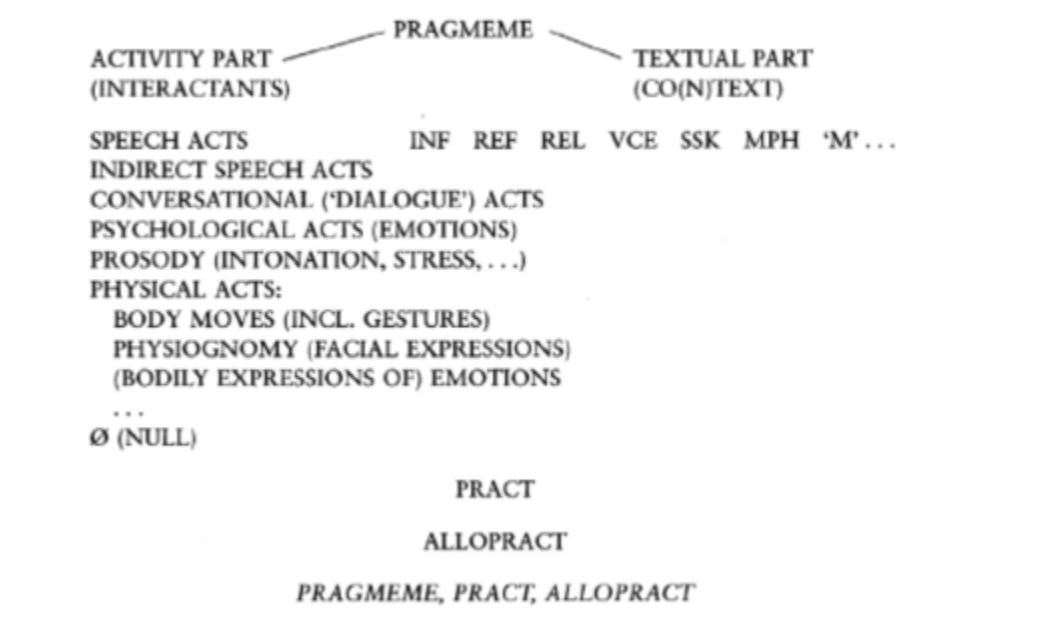 PRAGMEME
ACTIVITY PART
TEXTUAL PART
(INTERACTANTS)
(CO(N)TEXT)
SPEECH ACTS INF REF REL VCE SSK MPH ‘M’ . . .
INDIRECT SPEECH ACTS
CONVERSATIONAL (‘DIALOGUE’) ACTS
PSYCHOLOGICAL ACTS (EMOTIONS)
PROSODY (INTONATION, STRESS, . . .)
PHYSICAL ACTS:
BODY MOVES (INCL. GESTURES)
PHYSIOGNOMY (FACIAL EXPRESSIONS)
(BODILY EXPRESSIONS OF) EMOTIONS
. . .
Ø (NULL)
PRACT
ALLOPRACT
PRAGMEME, PRACT, ALLOPRACT